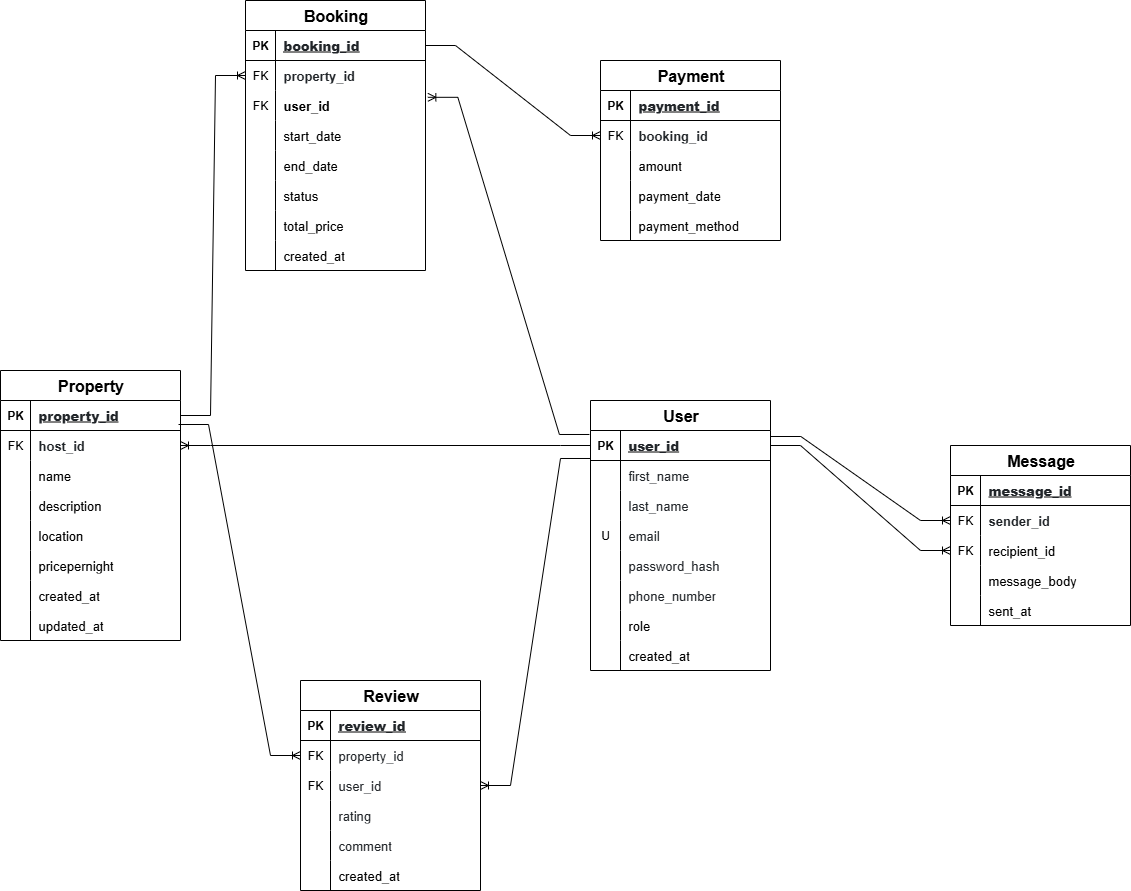 Booking
PK booking_id
FK property_id
FK user_id
start_date
end_date
status
total_price
created_at
Payment
PK payment_id
FK booking_id
amount
payment_date
payment_method
Property
PK property_id
FK host_id
name
description
location
pricepernight
created_at
updated_at
User
PK user_id
first_name
last_name
U email
password_hash
phone_number
role
created_at
Message
PK message_id
FK sender_id
FK recipient_id
message_body
sent_at
Review
PK review_id
FK property_id
FK user_id
rating
comment
created_at